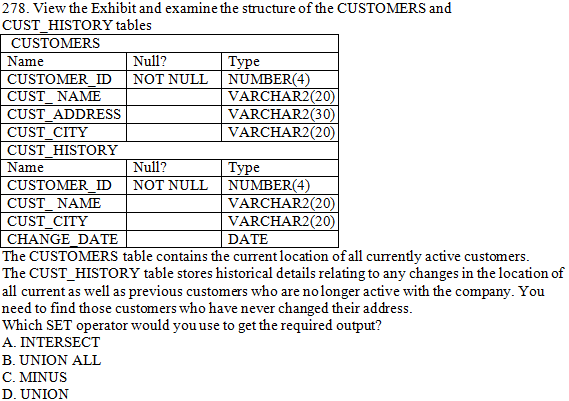 278. View the Exhibit and examine the structure of the CUSTOMERS and
CUST_HISTORY tables
CUSTOMERS
Name Null? Type
CUSTOMER_ID NOT NULL NUMBER(4)
CUST_ NAME VARCHAR2(20)
CUST_ADDRESS VARCHAR2(30)
CUST_CITY VARCHAR2(20)
CUST_HISTORY
Name Null? Type
CUSTOMER_ID NOT NULL NUMBER(4)
CUST_ NAME VARCHAR2(20)
CUST_CITY VARCHAR2(20)
CHANGE_DATE DATE
The CUSTOMERS table contains the current location of all currently active customers.
The CUST_HISTORY table stores historical details relating to any changes in the location of
all current as well as previous customers who are no longer active with the company. You
need to find those customers who have never changed their address.
Which SET operator would you use to get the required output?
A. INTERSECT
B. UNION ALL
C. MINUS
D. UNION